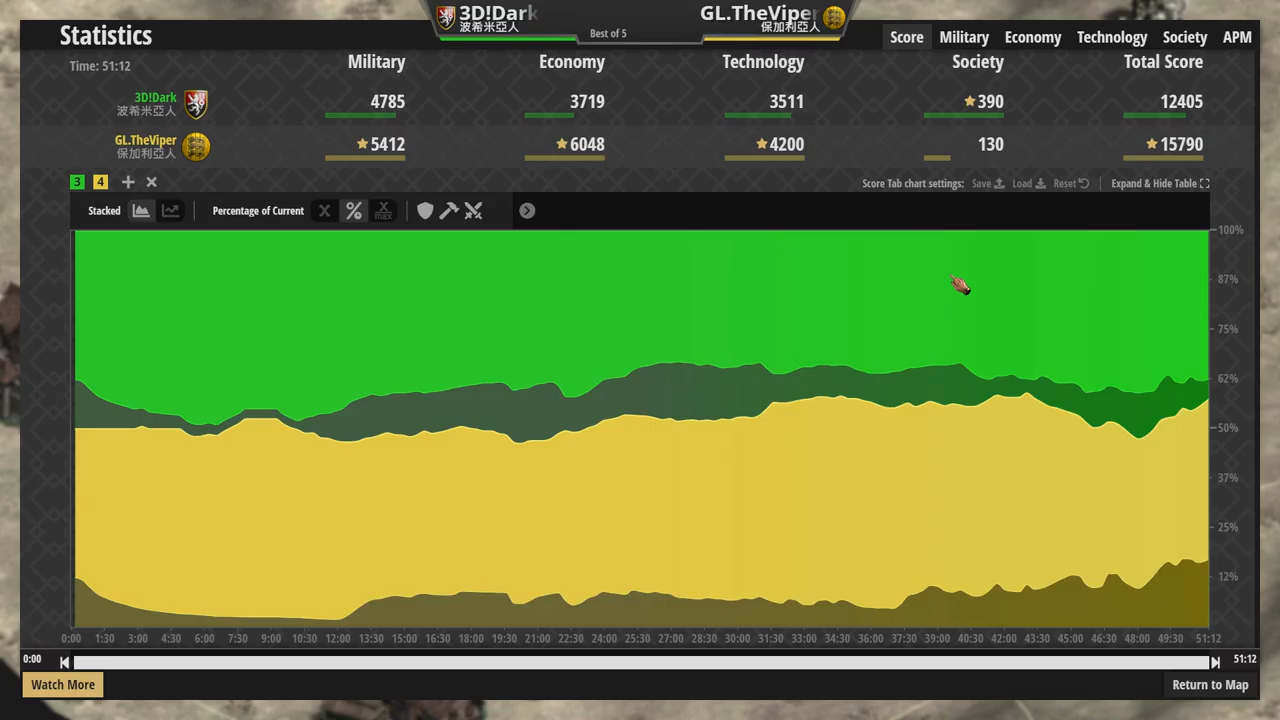 3D!Dark
波希米亞人
Best of 5
GL.TheViper
保加利亞人
Statistics
Score Military Economy Technology Society APM
Time: 51:12
Military Economy Technology Society Total Score
3D!Dark
波希米亞人
4785 3719 3511 390 12405
GL.TheViper
保加利亞人
5412 6048 4200 130 15790
3 4
Score Tab chart settings: Save Load Reset Expand & Hide Table
Stacked Percentage of Current X % X max
100%
87%
75%
62%
50%
37%
25%
12%
0:00 1:30 3:00 4:30 6:00 7:30 9:00 10:30 12:00 13:30 15:00 16:30 18:00 19:30 21:00 22:30 24:00 25:30 27:00 28:30 30:00 31:30 33:00 34:30 36:00 37:30 39:00 40:30 42:00 43:30 45:00 46:30 48:00 49:30 51:12
0:00 51:12
Watch More Return to Map